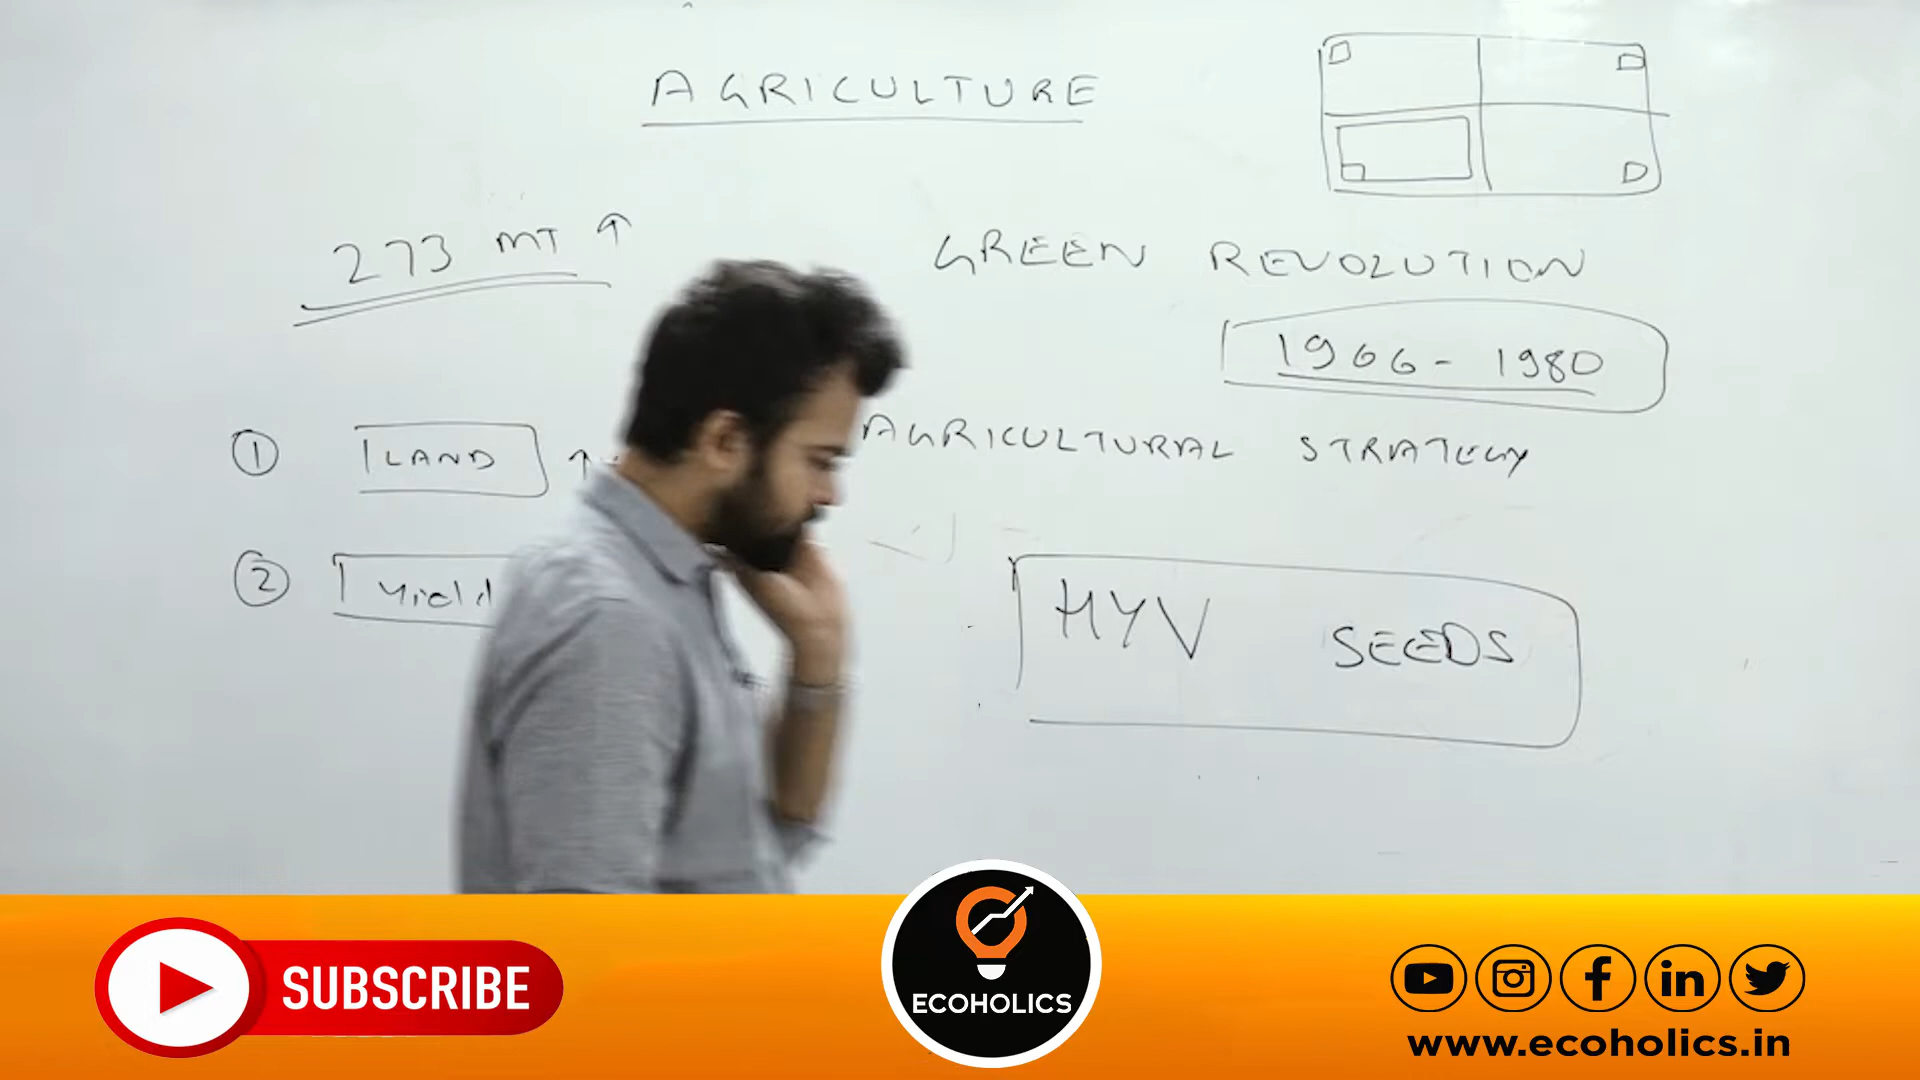 AGRICULTURE
273 MT ↑
GREEN REVOLUTION
1966 - 1980
① LAND ↑
AGRICULTURAL STRATEGY
② Yield
HYV SEEDS
SUBSCRIBE
ECOHOLICS
www.ecoholics.in